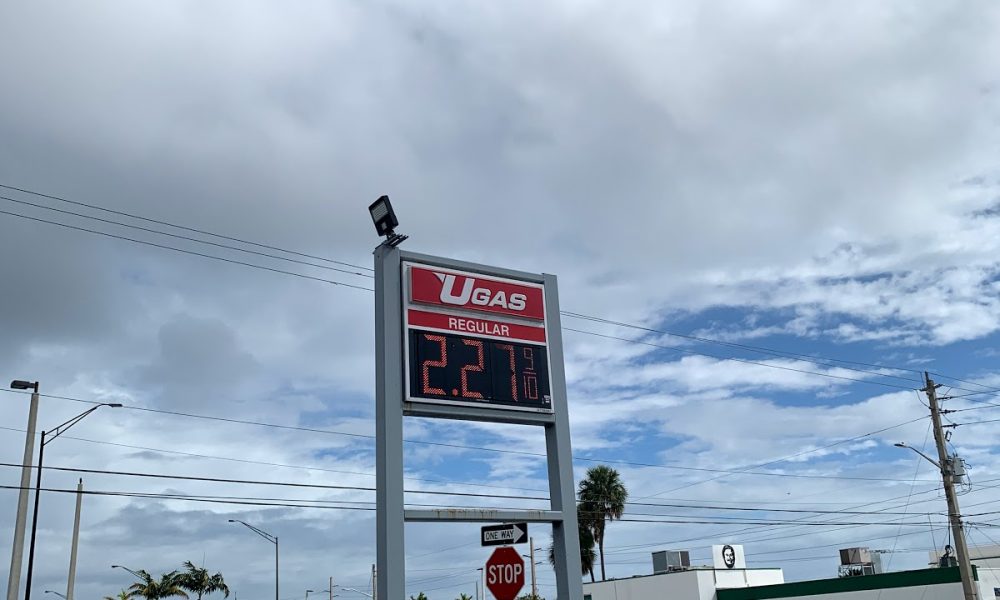 UGAS
REGULAR
2.27 9/10
ONE WAY
STOP